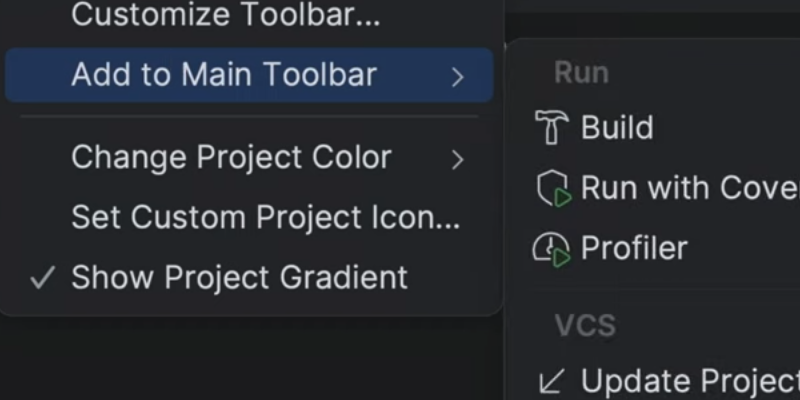 Customize Toolbar...
Add to Main Toolbar
Change Project Color
Set Custom Project Icon...
Show Project Gradient
Run
Build
Run with Cove
Profiler
VCS
Update Project